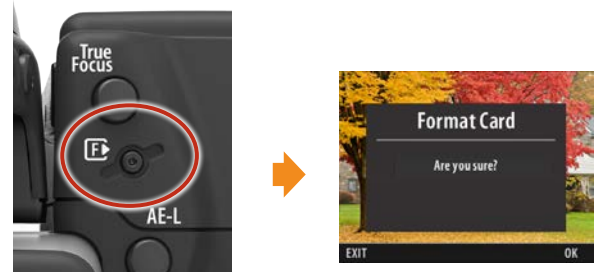 True
Focus
F
AE-L
Format Card
Are you sure?
EXIT
OK